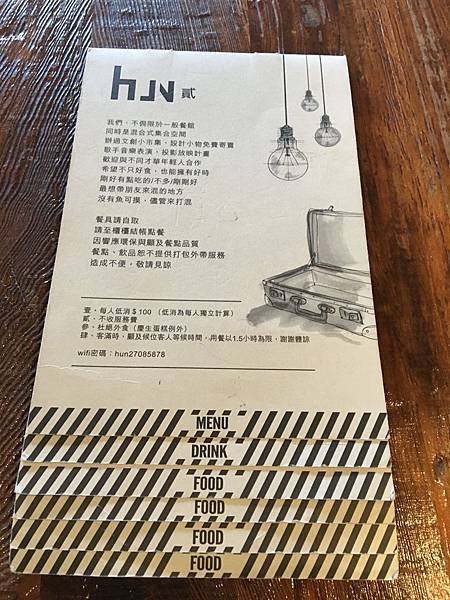 hun 貳
我們，不侷限於一般餐館
同時是混合式集合空間
辦過文創小市集、設計小物免費寄賣
歌手音樂表演、投影放映計畫
歡迎與不同才華年輕人合作
希望不只好食，也能擁有好時
剛好有點吃的/不多/剛剛好
最想帶朋友來混的地方
沒有魚可摸，儘管來打混
餐具請自取
請至櫃檯結帳點餐
因響應環保與顧及餐點品質
餐點、飲品恕不提供打包外帶服務
造成不便，敬請見諒
壹、每人低消$100 （低消為每人獨立計算）
貳、不收服務費
參、杜絕外食（慶生蛋糕例外）
肆、客滿時，顧及候位客人等候時間，用餐以1.5小時為限，謝謝體諒
wifi密碼：hun27085878
MENU
DRINK
FOOD
FOOD
FOOD
FOOD